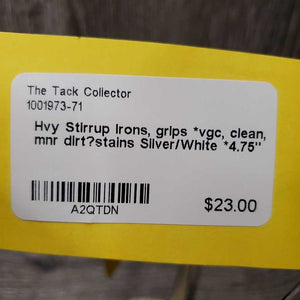 The Tack Collector
1001973-71
Hvy Stirrup Irons, grips *vgc, clean,
mnr dirt?stains Silver/White *4.75"
A2QTDN
$23.00